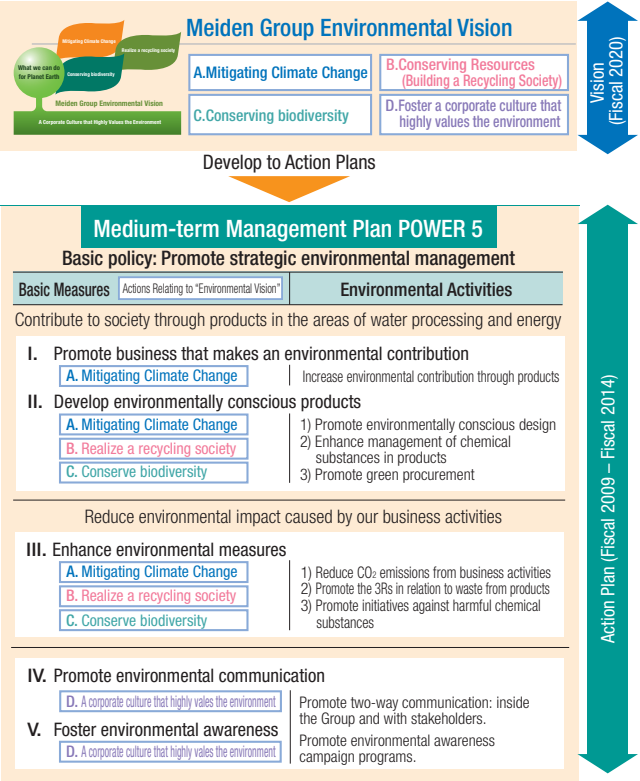 Meiden Group Environmental Vision
Mitigating Climate Change
Realize a recycling society
What we can do
for Planet Earth
Conserving biodiversity
Meiden Group Environmental Vision
A Corporate Culture that Highly Values the Environment
A.Mitigating Climate Change
B.Conserving Resources
(Building a Recycling Society)
C.Conserving biodiversity
D.Foster a corporate culture that
highly values the environment
Vision
(Fiscal 2020)
Develop to Action Plans
Medium-term Management Plan POWER 5
Basic policy: Promote strategic environmental management
Basic Measures
Actions Relating to “Environmental Vision”
Environmental Activities
Contribute to society through products in the areas of water processing and energy
I. Promote business that makes an environmental contribution
A. Mitigating Climate Change
Increase environmental contribution through products
II. Develop environmentally conscious products
A. Mitigating Climate Change
B. Realize a recycling society
C. Conserve biodiversity
1) Promote environmentally conscious design
2) Enhance management of chemical
substances in products
3) Promote green procurement
Reduce environmental impact caused by our business activities
III. Enhance environmental measures
A. Mitigating Climate Change
B. Realize a recycling society
C. Conserve biodiversity
1) Reduce CO₂ emissions from business activities
2) Promote the 3Rs in relation to waste from products
3) Promote initiatives against harmful chemical
substances
IV. Promote environmental communication
D. A corporate culture that highly vales the environment
Promote two-way communication: inside
the Group and with stakeholders.
V. Foster environmental awareness
D. A corporate culture that highly vales the environment
Promote environmental awareness
campaign programs.
Action Plan (Fiscal 2009 – Fiscal 2014)